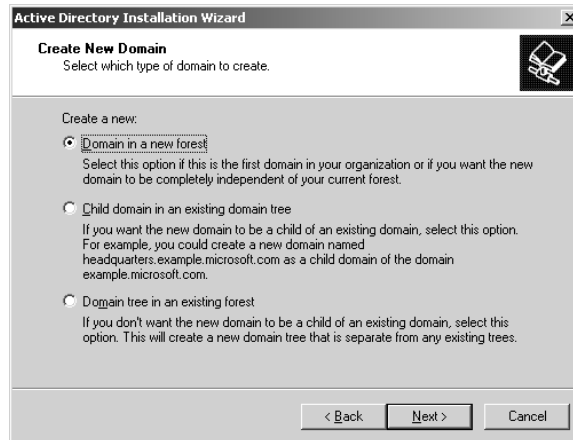 Active Directory Installation Wizard
Create New Domain
Select which type of domain to create.
Create a new:
Domain in a new forest
Select this option if this is the first domain in your organization or if you want the new
domain to be completely independent of your current forest.
Child domain in an existing domain tree
If you want the new domain to be a child of an existing domain, select this option.
For example, you could create a new domain named
headquarters.example.microsoft.com as a child domain of the domain
example.microsoft.com.
Domain tree in an existing forest
If you don't want the new domain to be a child of an existing domain, select this
option. This will create a new domain tree that is separate from any existing trees.
< Back Next > Cancel